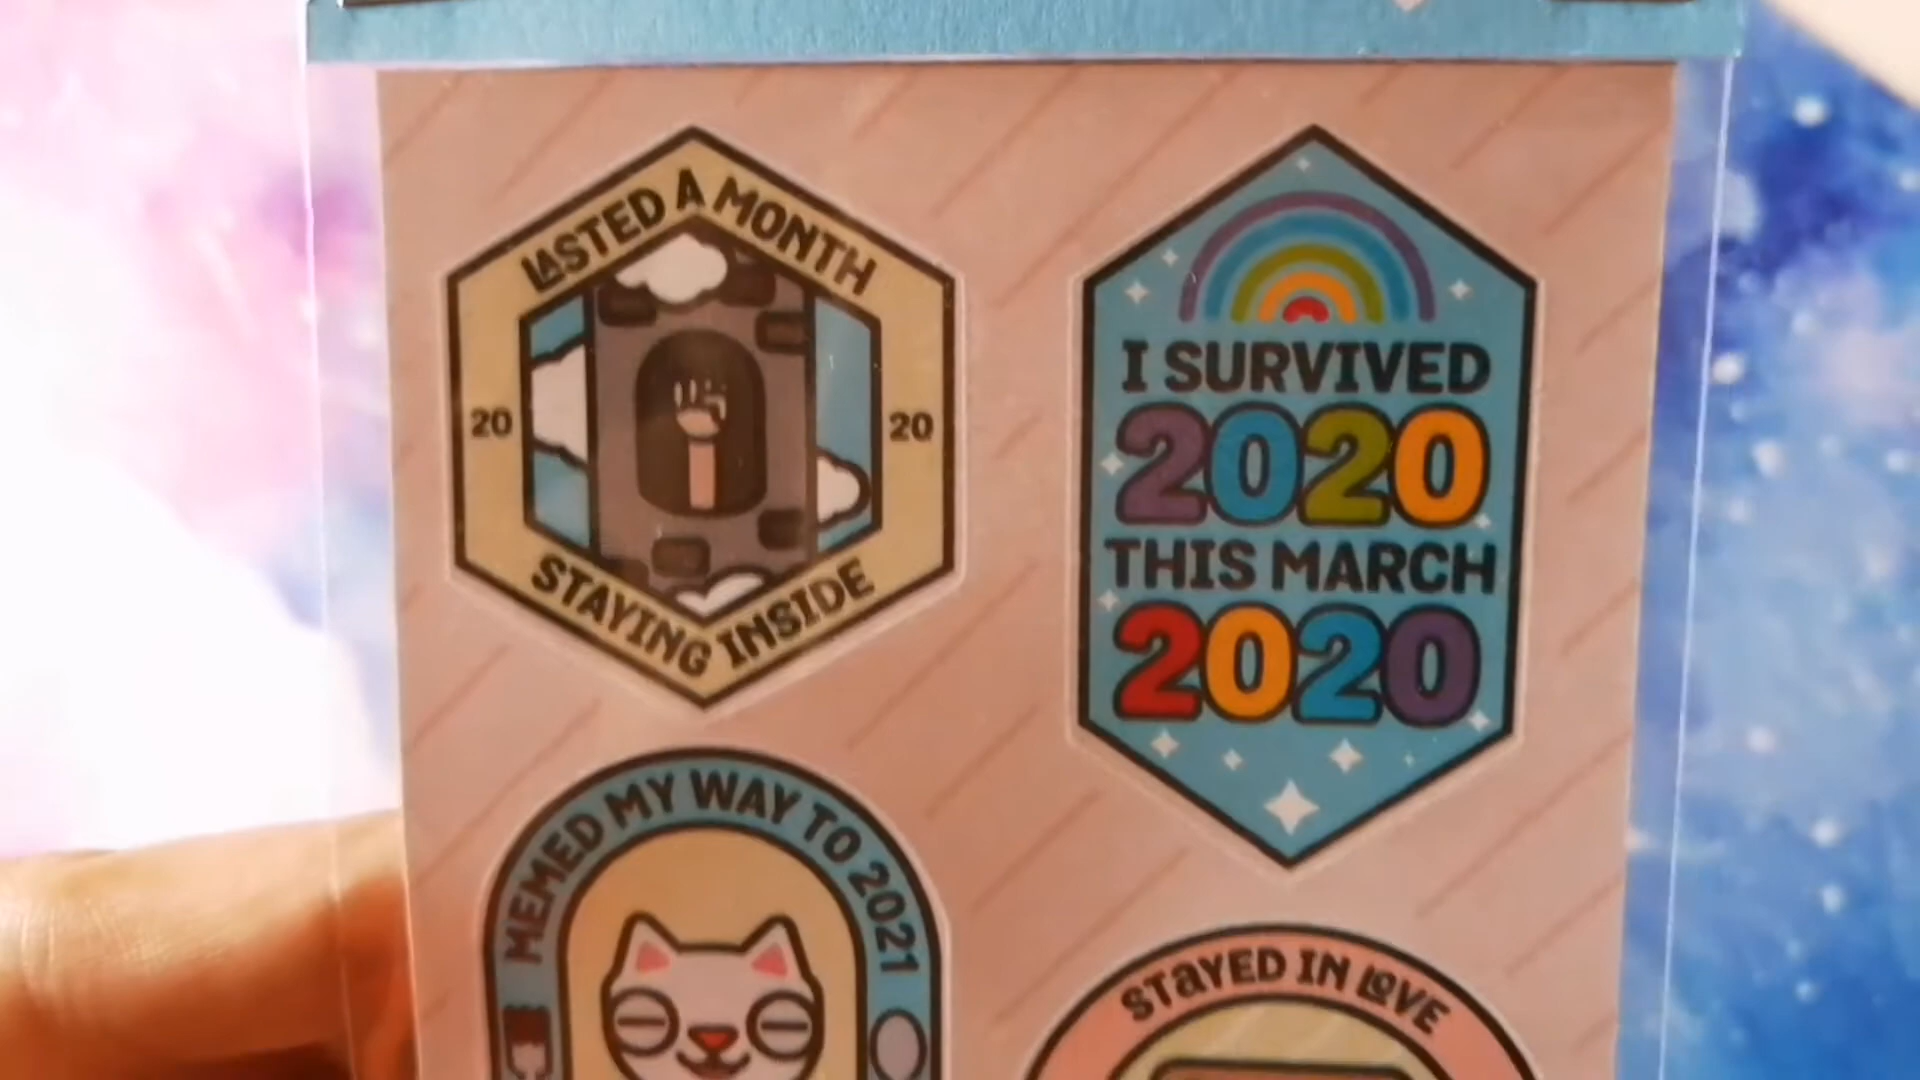 LASTED A MONTH
20
20
STAYING INSIDE
I SURVIVED
2020
THIS MARCH
2020
MEMED MY WAY TO 2021
STAYED IN LOVE